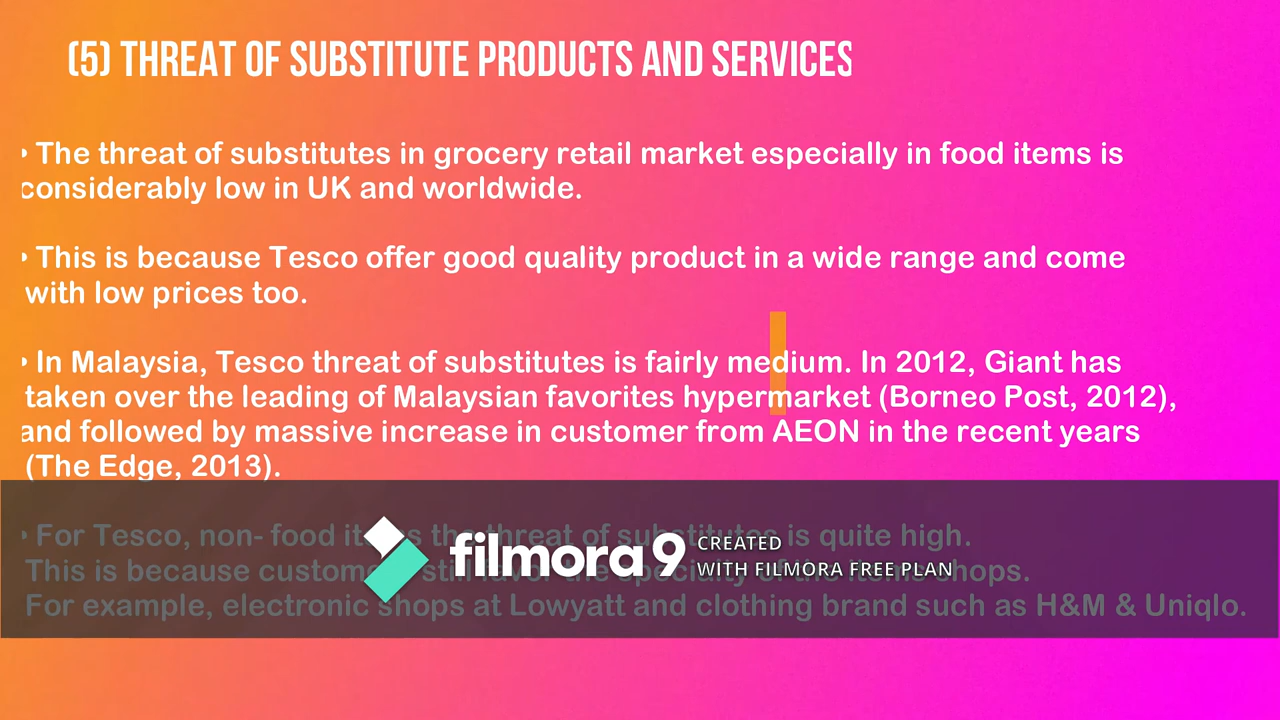 (5) THREAT OF SUBSTITUTE PRODUCTS AND SERVICES
• The threat of substitutes in grocery retail market especially in food items is
considerably low in UK and worldwide.
• This is because Tesco offer good quality product in a wide range and come
with low prices too.
• In Malaysia, Tesco threat of substitutes is fairly medium. In 2012, Giant has
taken over the leading of Malaysian favorites hypermarket (Borneo Post, 2012),
and followed by massive increase in customer from AEON in the recent years
(The Edge, 2013).
• For Tesco, non- food items the threat of substitutes is quite high.
This is because customer still favor the specialty of the items shops.
For example, electronic shops at Lowyatt and clothing brand such as H&M & Uniqlo.
filmora9
CREATED
WITH FILMORA FREE PLAN